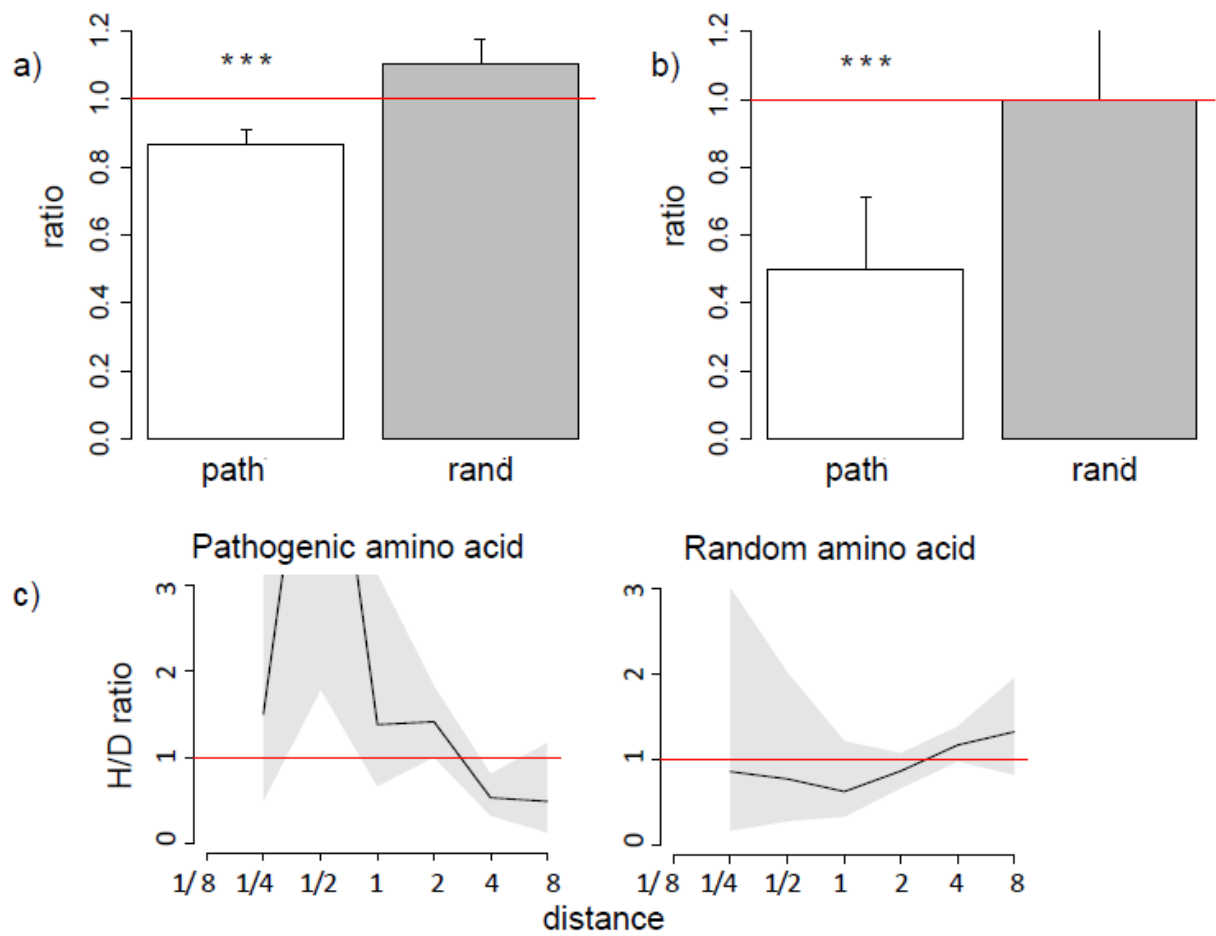 a)
ratio
0.0 0.2 0.4 0.6 0.8 1.0 1.2
***
path rand
b)
ratio
0.0 0.2 0.4 0.6 0.8 1.0 1.2
***
path rand
c)
Pathogenic amino acid
H/D ratio
0 1 2 3
1/8 1/4 1/2 1 2 4 8
Random amino acid
0 1 2 3
1/8 1/4 1/2 1 2 4 8
distance